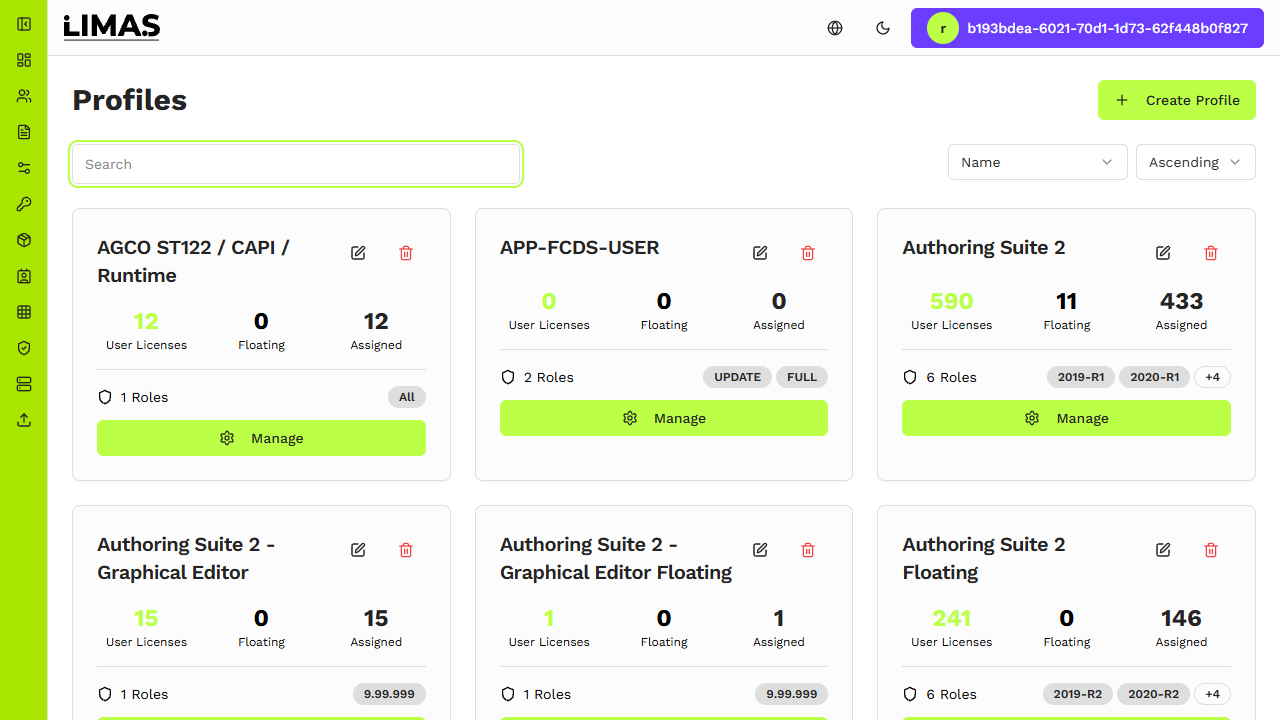 LIMAS
r b193bdea-6021-70d1-1d73-62f448b0f827
Profiles
Create Profile
Search
Name
Ascending
AGCO ST122 / CAPI /
Runtime
12
User Licenses
0
Floating
12
Assigned
1 Roles
All
Manage
APP-FCDS-USER
0
User Licenses
0
Floating
0
Assigned
2 Roles
UPDATE
FULL
Manage
Authoring Suite 2
590
User Licenses
11
Floating
433
Assigned
6 Roles
2019-R1
2020-R1
+4
Manage
Authoring Suite 2 -
Graphical Editor
15
User Licenses
0
Floating
15
Assigned
1 Roles
9.99.999
Authoring Suite 2 -
Graphical Editor Floating
1
User Licenses
0
Floating
1
Assigned
1 Roles
9.99.999
Authoring Suite 2
Floating
241
User Licenses
0
Floating
146
Assigned
6 Roles
2019-R2
2020-R2
+4